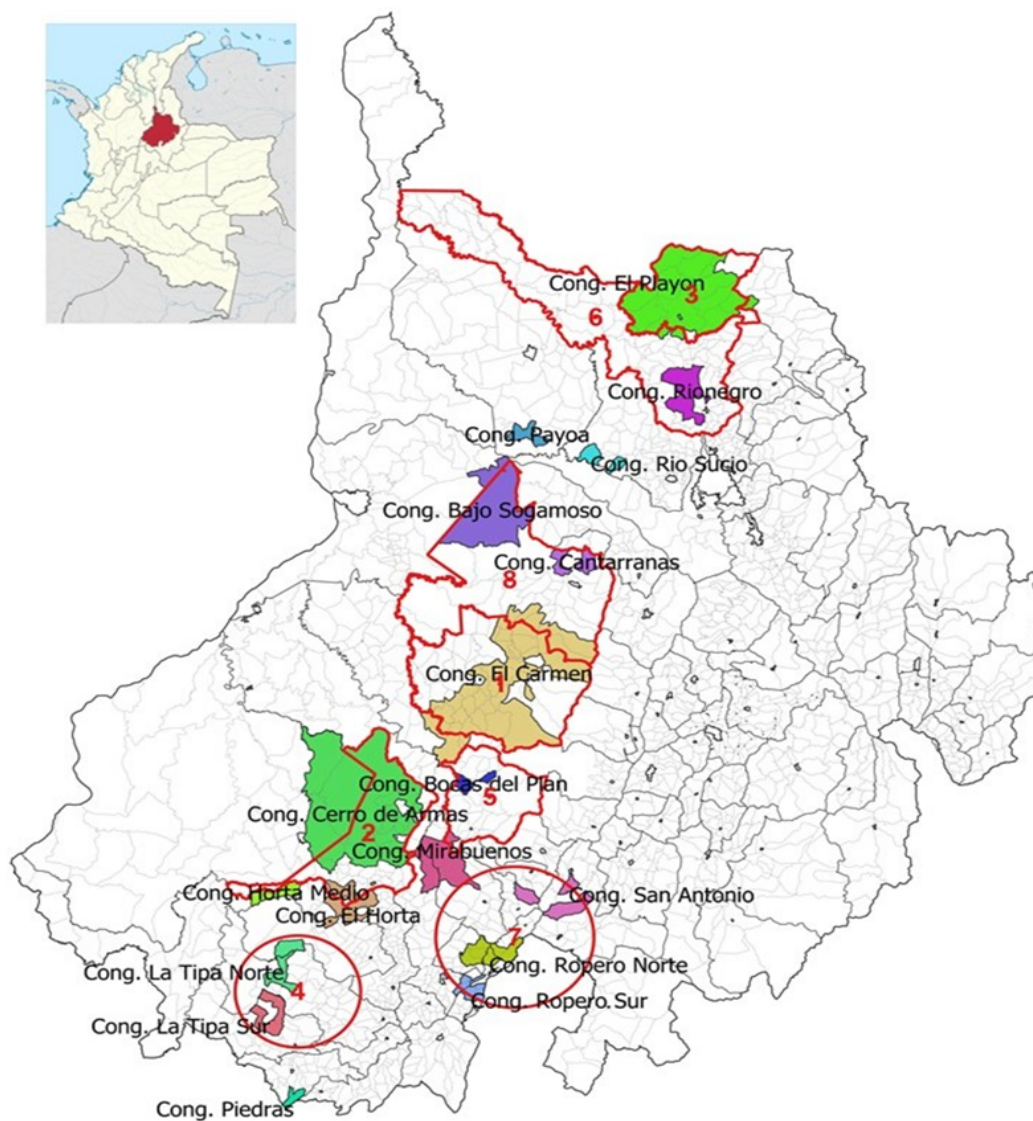 Cong. El Playon
3
6
Cong. Rionegro
Cong. Payoa
Cong. Rio Sucio
Cong. Bajo Sogamoso
Cong. Cantarranas
8
Cong. El Carmen
1
Cong. Bocas del Plan
5
Cong. Cerro de Armas
2
Cong. Mirabuenos
Cong. Horta Medio
Cong. San Antonio
Cong. El Horta
7
Cong. La Tipa Norte
Cong. Ropero Norte
4
Cong. Ropero Sur
Cong. La Tipa Sur
Cong. Piedras